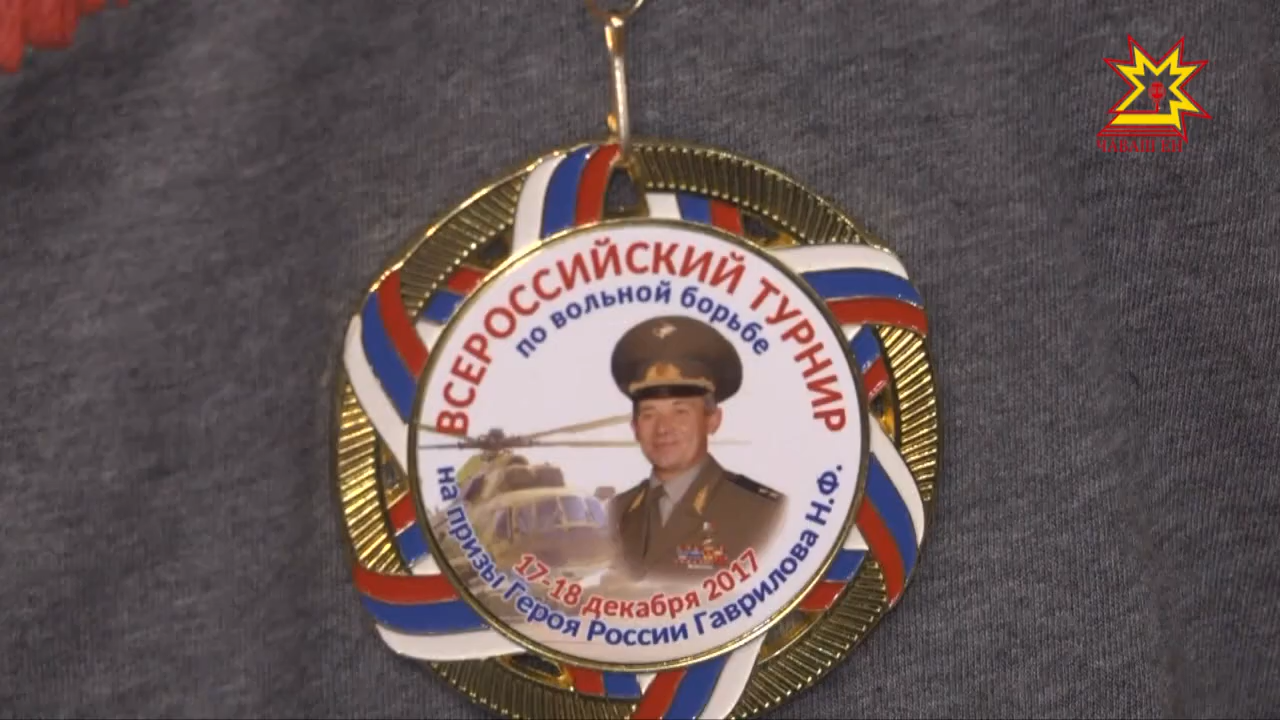 ВСЕРОССИЙСКИЙ ТУРНИР
по вольной борьбе
17-18 декабря 2017
на призы Героя России Гаврилова Н.Ф.